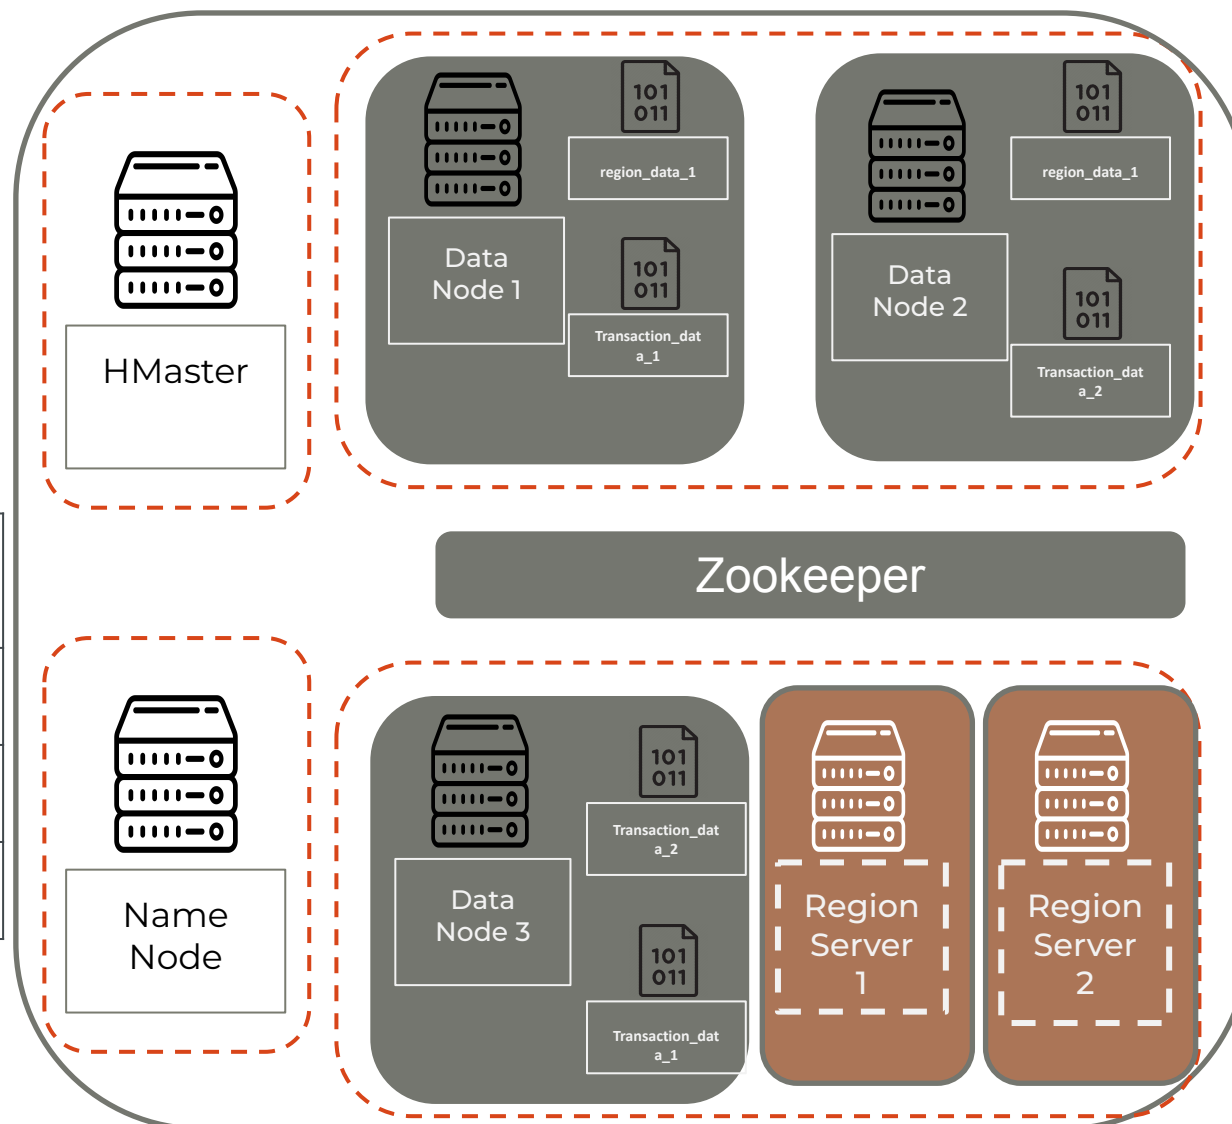 101
011
region_data_1
Data
Node 1
101
011
Transaction_dat
a_1
101
011
region_data_1
Data
Node 2
101
011
Transaction_dat
a_2
HMaster
Zookeeper
Name
Node
101
011
Transaction_dat
a_2
Data
Node 3
101
011
Transaction_dat
a_1
Region
Server
1
Region
Server
2